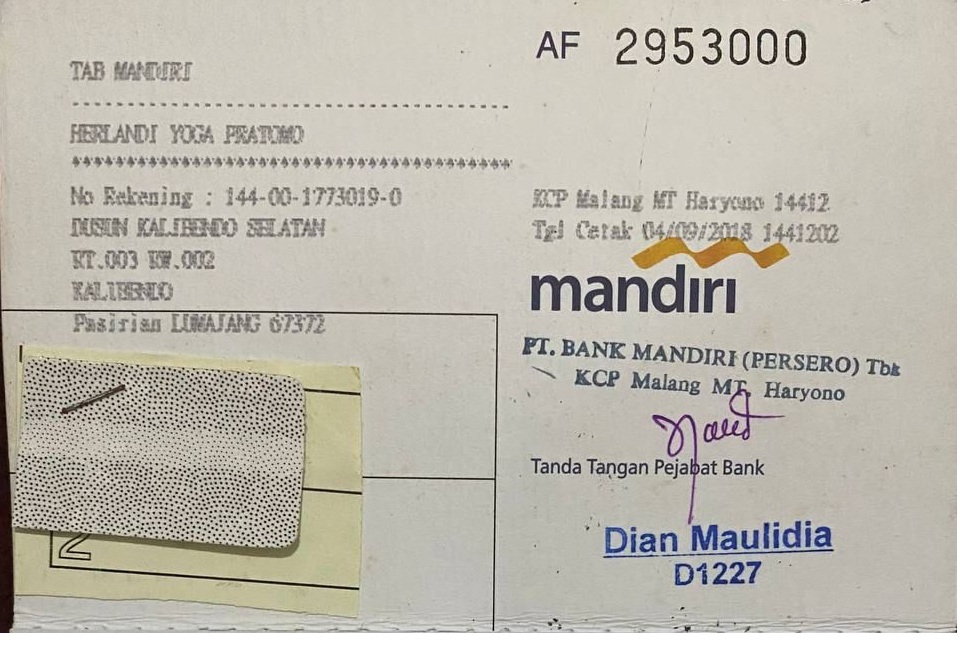 AF 2953000
TAB MANDIRI
HERLANDI YOGA PRATOMO
No Rekening : 144-00-1773019-0
DUSUN KALIBENDO SELATAN
RT.003 RW.002
KALIBENDO
Pasirian LUMAJANG 67372
KCP Malang MT Haryono 14412
Tgl Cetak 04/09/2018 1441202
mandiri
PT. BANK MANDIRI (PERSERO) Tbk
KCP Malang MT. Haryono
Tanda Tangan Pejabat Bank
Dian Maulidia
D1227
2